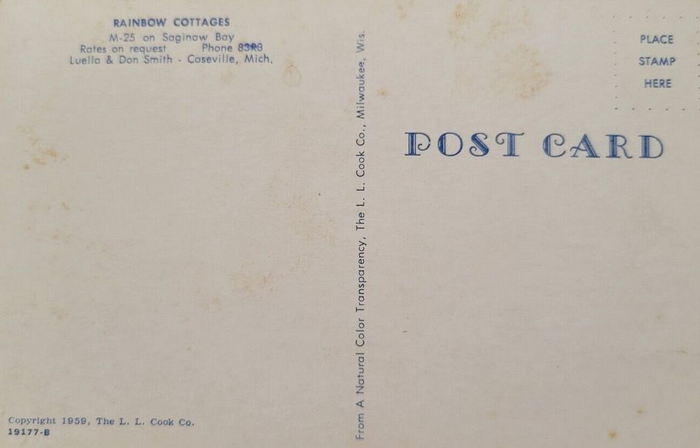 RAINBOW COTTAGES
M-25 on Saginaw Bay
Rates on request Phone
Luella & Don Smith - Caseville, Mich.
From A Natural Color Transparency, The L. L. Cook Co., Milwaukee, Wis.
PLACE
STAMP
HERE
POST CARD
Copyright 1959, The L. L. Cook Co.
19177-B